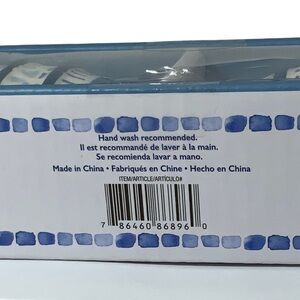 Hand wash recommended.
Il est recommandé de laver à la main.
Se recomienda lavar a mano.
Made in China • Fabriqués en Chine • Hecho en China
ITEM/ARTICLE/ARTÍCULO#
7 86460 86896 0